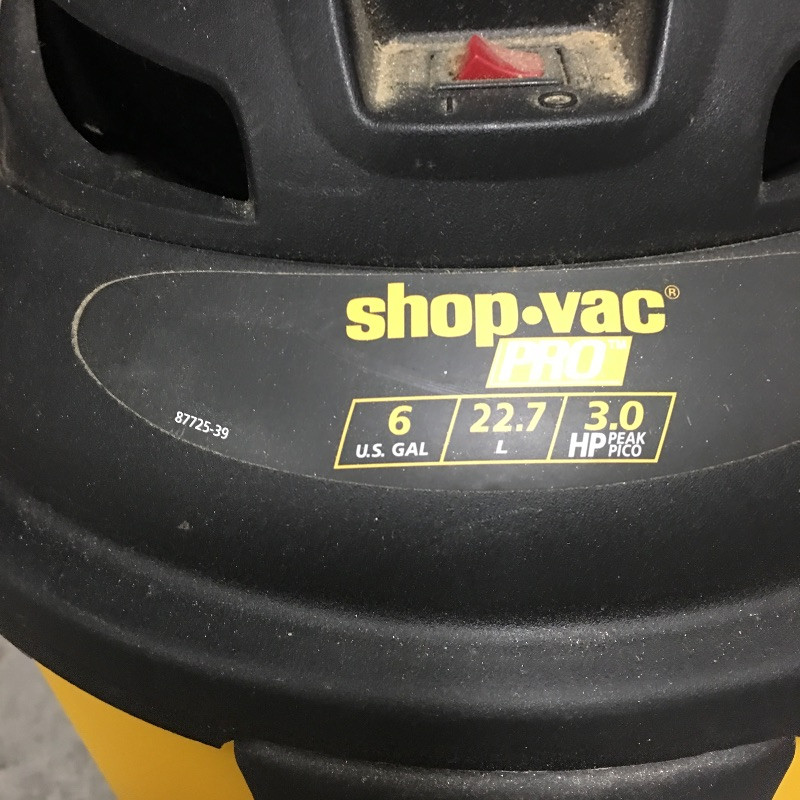 I O
shop·vac®
PRO™
6 22.7 3.0
U.S. GAL L HP PEAK
PICO
87725-39